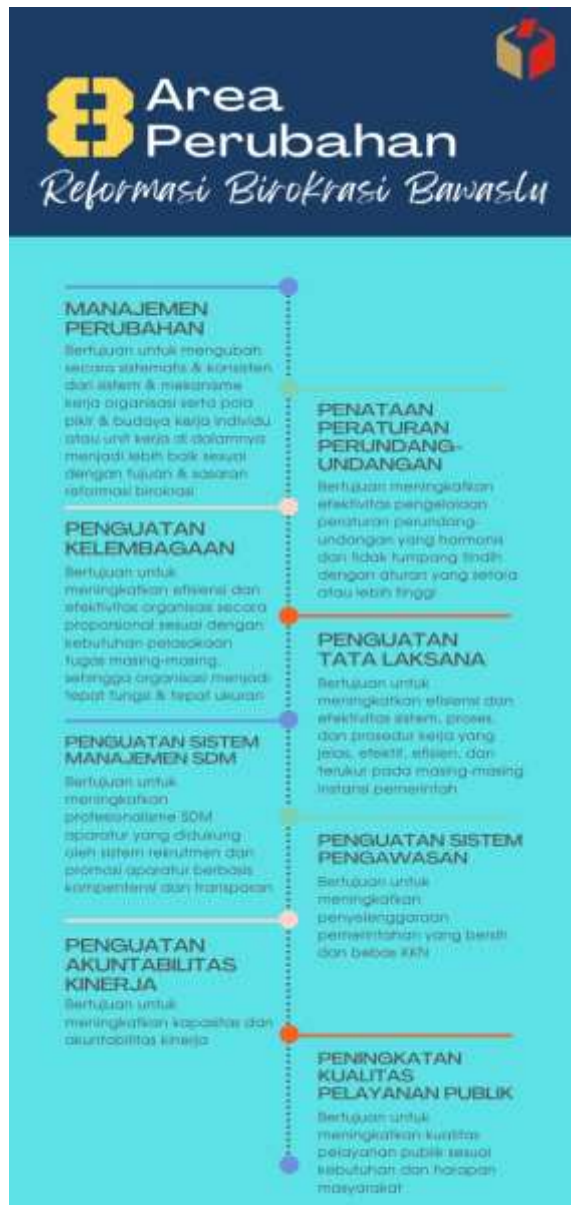 8 Area
Perubahan
Reformasi Birokrasi Bawaslu
MANAJEMEN
PERUBAHAN
Bertujuan untuk mengubah
secara sistematis & konsisten
dari sistem & mekanisme
kerja organisasi serta pola
pikir & budaya kerja individu
atau unit kerja di dalamnya
menjadi lebih baik sesuai
dengan tujuan & sasaran
reformasi birokrasi
PENATAAN
PERATURAN
PERUNDANG-
UNDANGAN
Bertujuan meningkatkan
efektivitas pengelolaan
peraturan perundang-
undangan yang harmonis
dan tidak tumpang tindih
dengan aturan yang setara
atau lebih tinggi
PENGUATAN
KELEMBAGAAN
Bertujuan untuk
meningkatkan efisiensi dan
efektivitas organisasi secara
proporsional sesuai dengan
kebutuhan
tugas masing-masing,
sehingga organisasi menjadi
tepat fungsi & tepat ukuran
PENGUATAN
TATA LAKSANA
Bertujuan untuk
meningkatkan efisiensi dan
efektivitas sistem, proses,
dan prosedur kerja yang
jelas, efektif, efisien, dan
terukur pada masing-masing
instansi pemerintah
PENGUATAN SISTEM
MANAJEMEN SDM
Bertujuan untuk
meningkatkan
profesionalisme SDM
aparatur yang didukung
oleh sistem rekrutmen dan
promosi aparatur berbasis
kompentensi dan transparan
PENGUATAN SISTEM
PENGAWASAN
Bertujuan untuk
meningkatkan
penyelenggaraan
pemerintahan yang bersih
dan bebas KKN
PENGUATAN
AKUNTABILITAS
KINERJA
Bertujuan untuk
meningkatkan kapasitas dan
akuntabilitas kinerja
PENINGKATAN
KUALITAS
PELAYANAN PUBLIK
Bertujuan untuk
meningkatkan kualitas
pelayanan publik sesuai
kebutuhan dan harapan
masyarakat